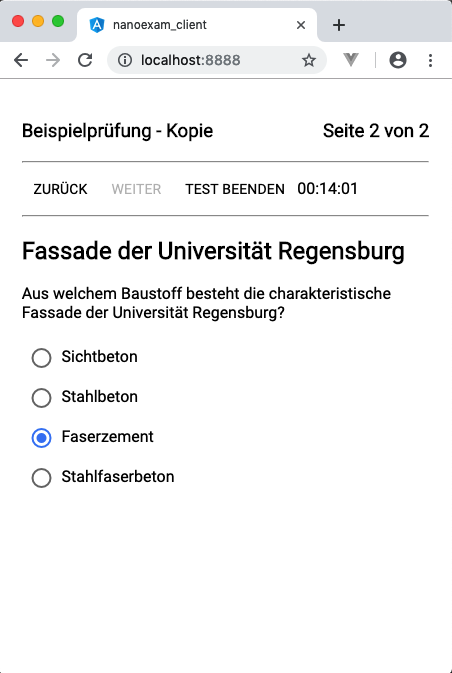 nanoexam_client
localhost:8888
Beispielprüfung - Kopie Seite 2 von 2
ZURÜCK WEITER TEST BEENDEN 00:14:01
Fassade der Universität Regensburg
Aus welchem Baustoff besteht die charakteristische
Fassade der Universität Regensburg?
Sichtbeton
Stahlbeton
Faserzement
Stahlfaserbeton